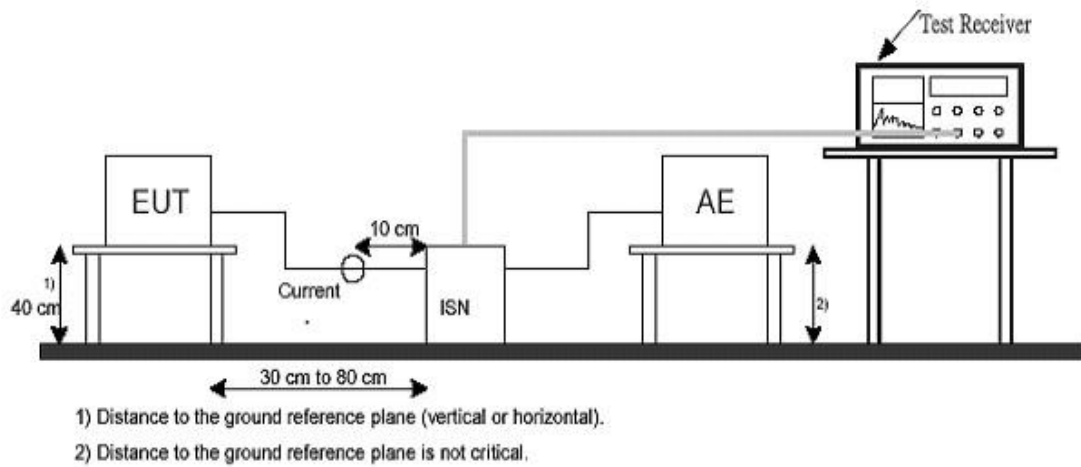 Test Receiver
EUT
AE
10 cm
Current
ISN
1)
40 cm
2)
30 cm to 80 cm
1) Distance to the ground reference plane (vertical or horizontal).
2) Distance to the ground reference plane is not critical.